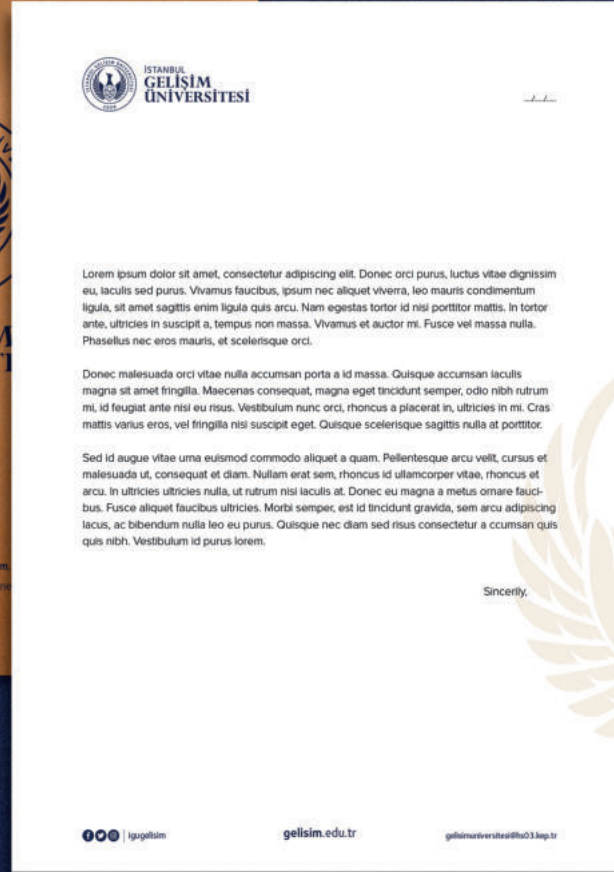 İSTANBUL
GELİŞİM
ÜNİVERSİTESİ
Lorem ipsum dolor sit amet, consectetur adipiscing elit. Donec orci purus, luctus vitae dignissim
eu, iaculis sed purus. Vivamus faucibus, ipsum nec aliquet viverra, leo mauris condimentum
ligula, sit amet sagittis enim ligula quis arcu. Nam egestas tortor id nisi porttitor mattis. In tortor
ante, ultricies in suscipit a, tempus non massa. Vivamus et auctor mi. Fusce vel massa nulla.
Phasellus nec eros mauris, et scelerisque orci.
Donec malesuada orci vitae nulla accumsan porta a id massa. Quisque accumsan iaculis
magna sit amet fringilla. Maecenas consequat, magna eget tincidunt semper, odio nibh rutrum
mi, id feugiat ante nisi eu risus. Vestibulum nunc orci, rhoncus a placerat in, ultricies in mi. Cras
mattis varius eros, vel fringilla nisi suscipit eget. Quisque scelerisque sagittis nulla at porttitor.
Sed id augue vitae urna euismod commodo aliquet a quam. Pellentesque arcu velit, cursus et
malesuada ut, consequat et diam. Nullam erat sem, rhoncus id ullamcorper vitae, rhoncus et
arcu. In ultricies ultricies nulla, ut rutrum nisi iaculis at. Donec eu magna a metus ornare fauci-
bus. Fusce aliquet faucibus ultricies. Morbi semper, est id tincidunt gravida, sem arcu adipiscing
lacus, ac bibendum nulla leo eu purus. Quisque nec diam sed risus consectetur a ccumsan quis
quis nibh. Vestibulum id purus lorem.
Sincerily,
igugelisim
gelisim.edu.tr
gelisimuniversitesi@hs03.kep.tr